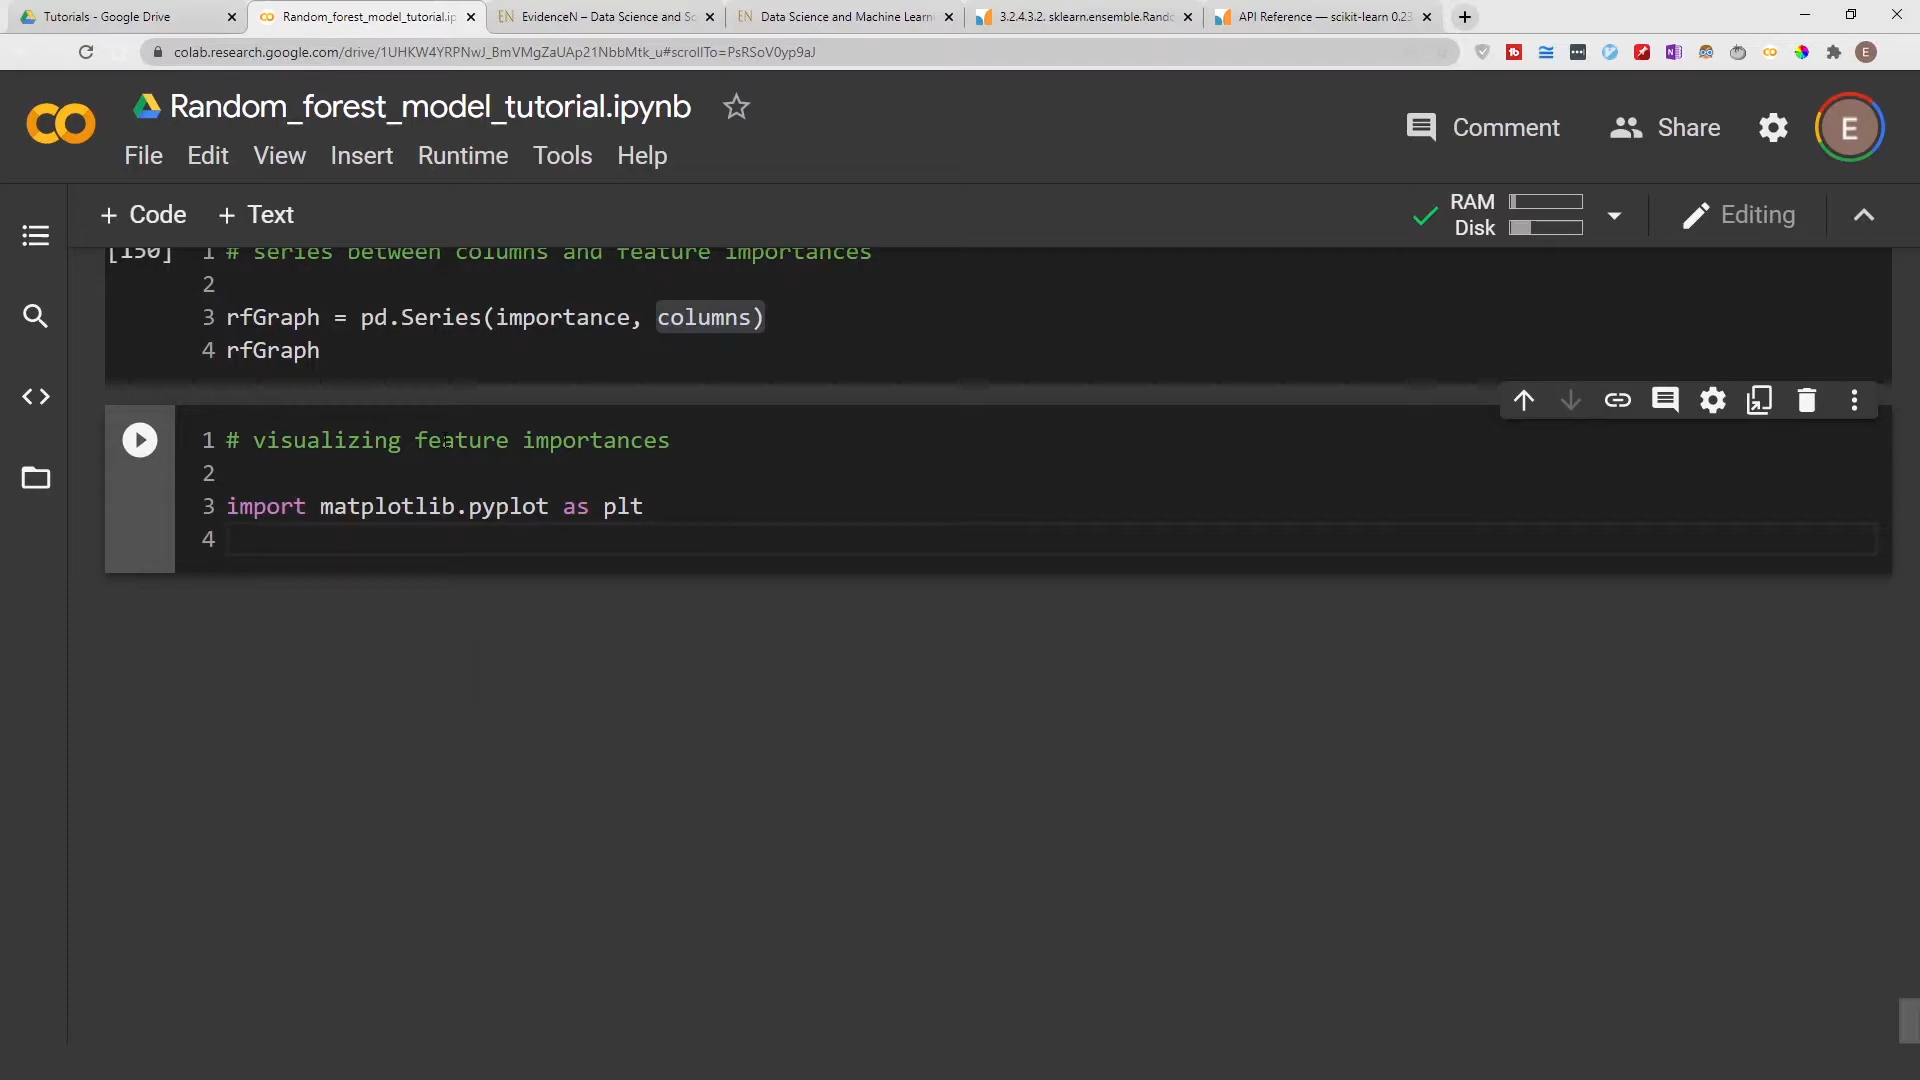 Tutorials - Google Drive
Random_forest_model_tutorial.ip
EN EvidenceN – Data Science and Sc
EN Data Science and Machine Learni
3.2.4.3.2. sklearn.ensemble.Rando
API Reference — scikit-learn 0.23
colab.research.google.com/drive/1UHKW4YRPNwJ_BmVMgZaUAp21NbbMtk_u#scrollTo=PsRSoV0yp9aJ
E
Random_forest_model_tutorial.ipynb
Comment
Share
E
File Edit View Insert Runtime Tools Help
+ Code + Text
RAM
Disk
Editing
[150] 1 # series between columns and feature importances
2
3 rfGraph = pd.Series(importance, columns)
4 rfGraph
1 # visualizing feature importances
2
3 import matplotlib.pyplot as plt
4